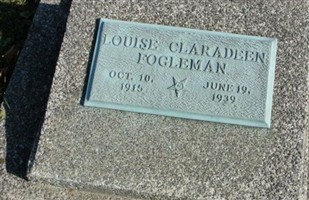 LOUISE CLARADEEN
FOGLEMAN
OCT. 10, JUNE 19,
1915 1939